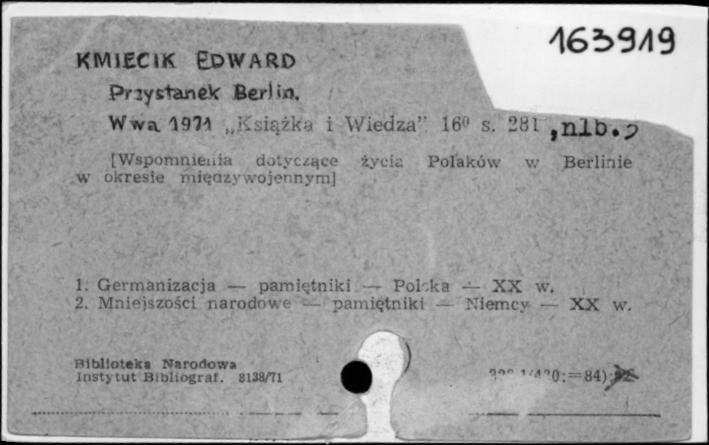 163919
KMIECIK EDWARD
Przystanek Berlin.
Wwa 1971 „Książka i Wiedza” 16⁰ s. 281, nlb.
[Wspomnienia dotyczące życia Polaków w Berlinie
w okresie międzywojennym]
1. Germanizacja — pamiętniki — Polska — XX w.
2. Mniejszości narodowe — pamiętniki — Niemcy — XX w.
Biblioteka Narodowa
Instytut Bibliograf. 8138/71